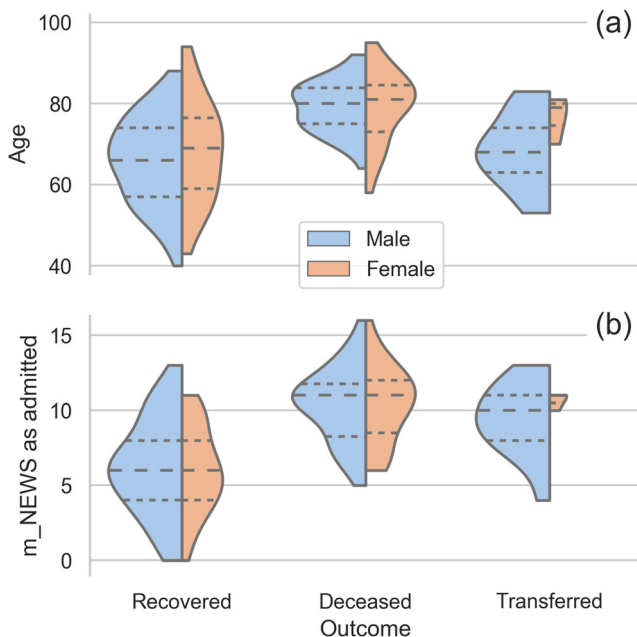 (a)
100
80
60
40
Age
Male
Female
(b)
15
10
5
0
m_NEWS as admitted
Recovered Deceased Transferred
Outcome